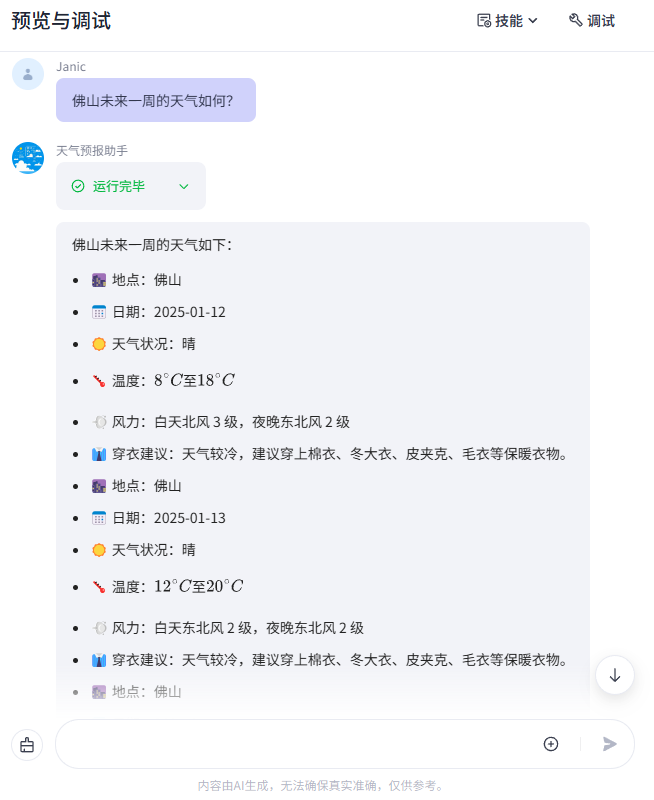 预览与调试
技能
调试
Janic
佛山未来一周的天气如何？
天气预报助手
运行完毕
佛山未来一周的天气如下：
地点：佛山
日期：2025-01-12
天气状况：晴
温度：8°C至18°C
风力：白天北风 3 级，夜晚东北风 2 级
穿衣建议：天气较冷，建议穿上棉衣、冬大衣、皮夹克、毛衣等保暖衣物。
地点：佛山
日期：2025-01-13
天气状况：晴
温度：12°C至20°C
风力：白天东北风 2 级，夜晚东北风 2 级
穿衣建议：天气较冷，建议穿上棉衣、冬大衣、皮夹克、毛衣等保暖衣物。
地点：佛山
内容由AI生成，无法确保真实准确，仅供参考。